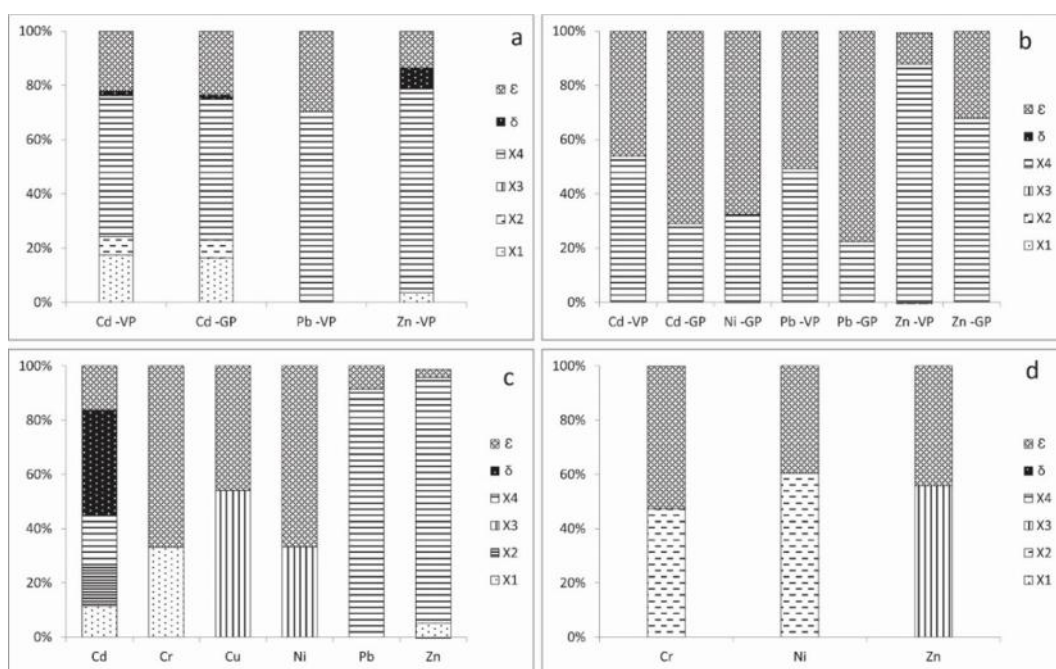 a
100%
80%
60%
40%
20%
0%
Cd -VP Cd -GP Pb -VP Zn -VP
ε
δ
X4
X3
X2
X1
b
100%
80%
60%
40%
20%
0%
Cd -VP Cd -GP Ni -GP Pb -VP Pb -GP Zn -VP Zn -GP
ε
δ
X4
X3
X2
X1
c
100%
80%
60%
40%
20%
0%
Cd Cr Cu Ni Pb Zn
ε
δ
X4
X3
X2
X1
d
100%
80%
60%
40%
20%
0%
Cr Ni Zn
ε
δ
X4
X3
X2
X1